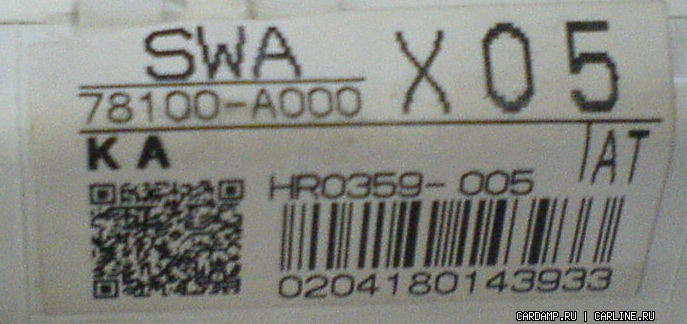 SWA X05
78100-A000
KA
AT
HR0359-005
0204180143933
CARDAMP.RU | CARLINE.RU